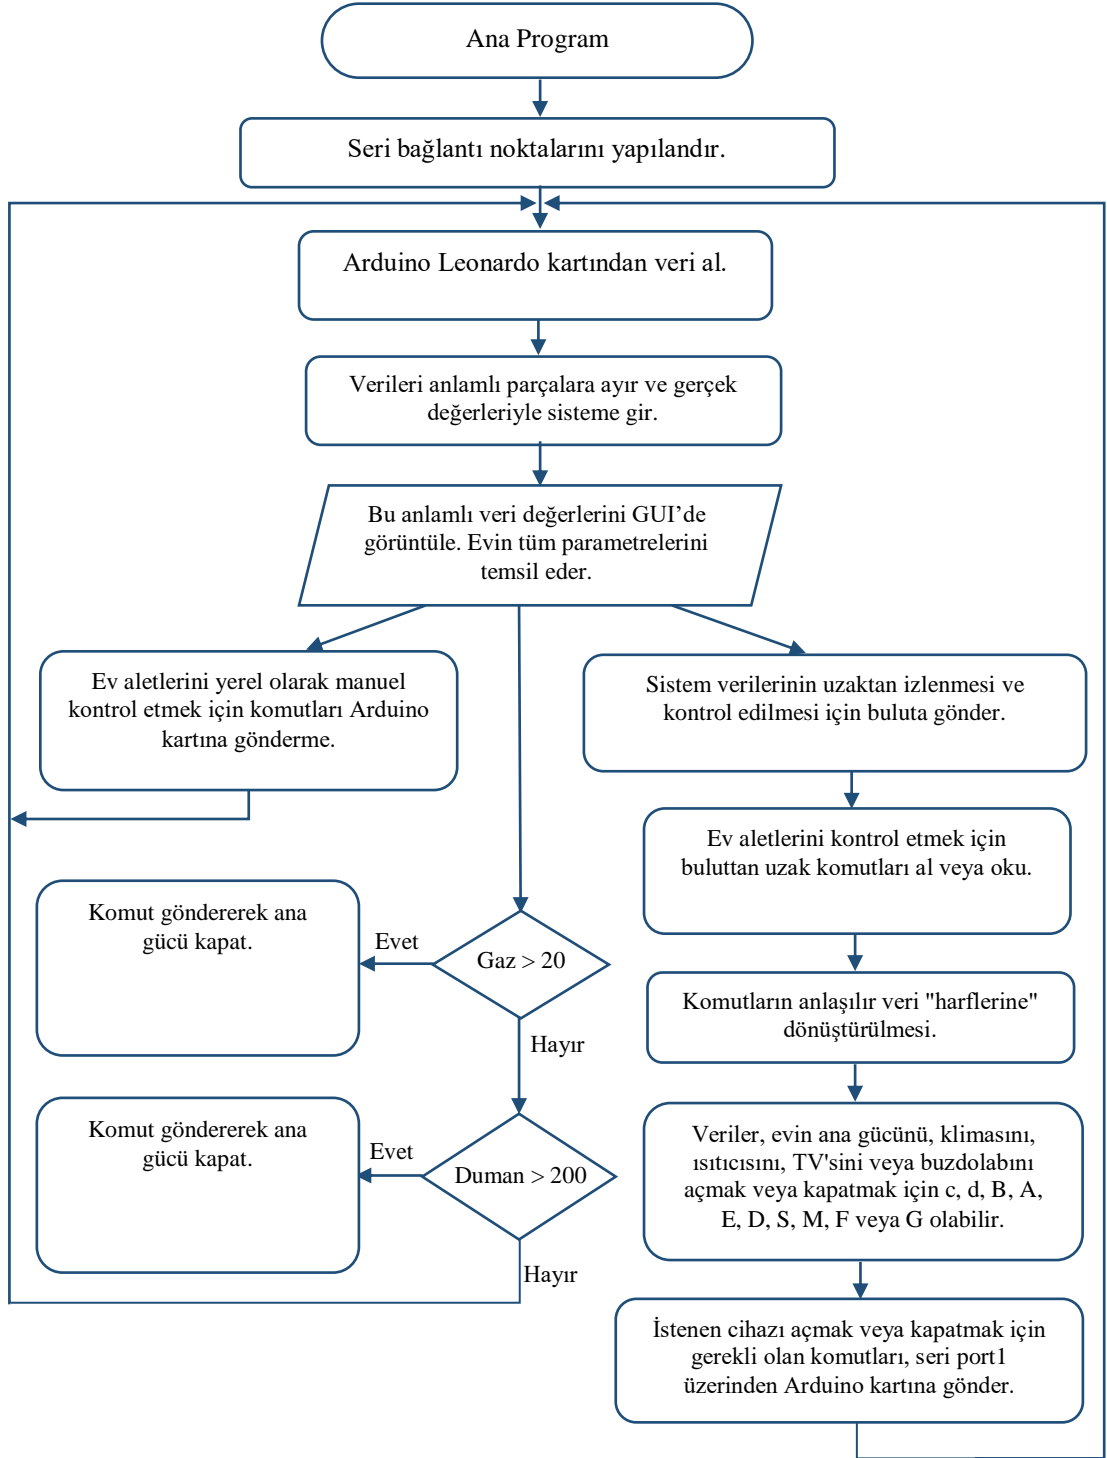 Ana Program
Seri bağlantı noktalarını yapılandır.
Arduino Leonardo kartından veri al.
Verileri anlamlı parçalara ayır ve gerçek
değerleriyle sisteme gir.
Bu anlamlı veri değerlerini GUI’de
görüntüle. Evin tüm parametrelerini
temsil eder.
Ev aletlerini yerel olarak manuel
kontrol etmek için komutları Arduino
kartına gönderme.
Sistem verilerinin uzaktan izlenmesi ve
kontrol edilmesi için buluta gönder.
Ev aletlerini kontrol etmek için
buluttan uzak komutları al veya oku.
Komut göndererek ana
gücü kapat.
Evet
Gaz > 20
Hayır
Komutların anlaşılır veri "harflerine"
dönüştürülmesi.
Komut göndererek ana
gücü kapat.
Evet
Duman > 200
Hayır
Veriler, evin ana gücünü, klimasını,
ısıtıcısını, TV'sini veya buzdolabını
açmak veya kapatmak için c, d, B, A,
E, D, S, M, F veya G olabilir.
İstenen cihazı açmak veya kapatmak için
gerekli olan komutları, seri port1
üzerinden Arduino kartına gönder.